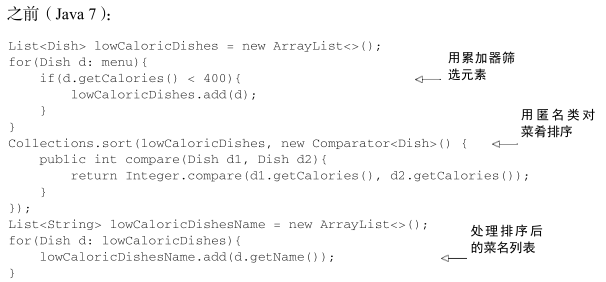 之前（Java 7）：
List<Dish> lowCaloricDishes = new ArrayList<>();
for(Dish d: menu){
    if(d.getCalories() < 400){
        lowCaloricDishes.add(d);
    }
}
用累加器筛
选元素
Collections.sort(lowCaloricDishes, new Comparator<Dish>() {
    public int compare(Dish d1, Dish d2){
        return Integer.compare(d1.getCalories(), d2.getCalories());
    }
});
用匿名类对
菜肴排序
List<String> lowCaloricDishesName = new ArrayList<>();
for(Dish d: lowCaloricDishes){
    lowCaloricDishesName.add(d.getName());
}
处理排序后
的菜名列表